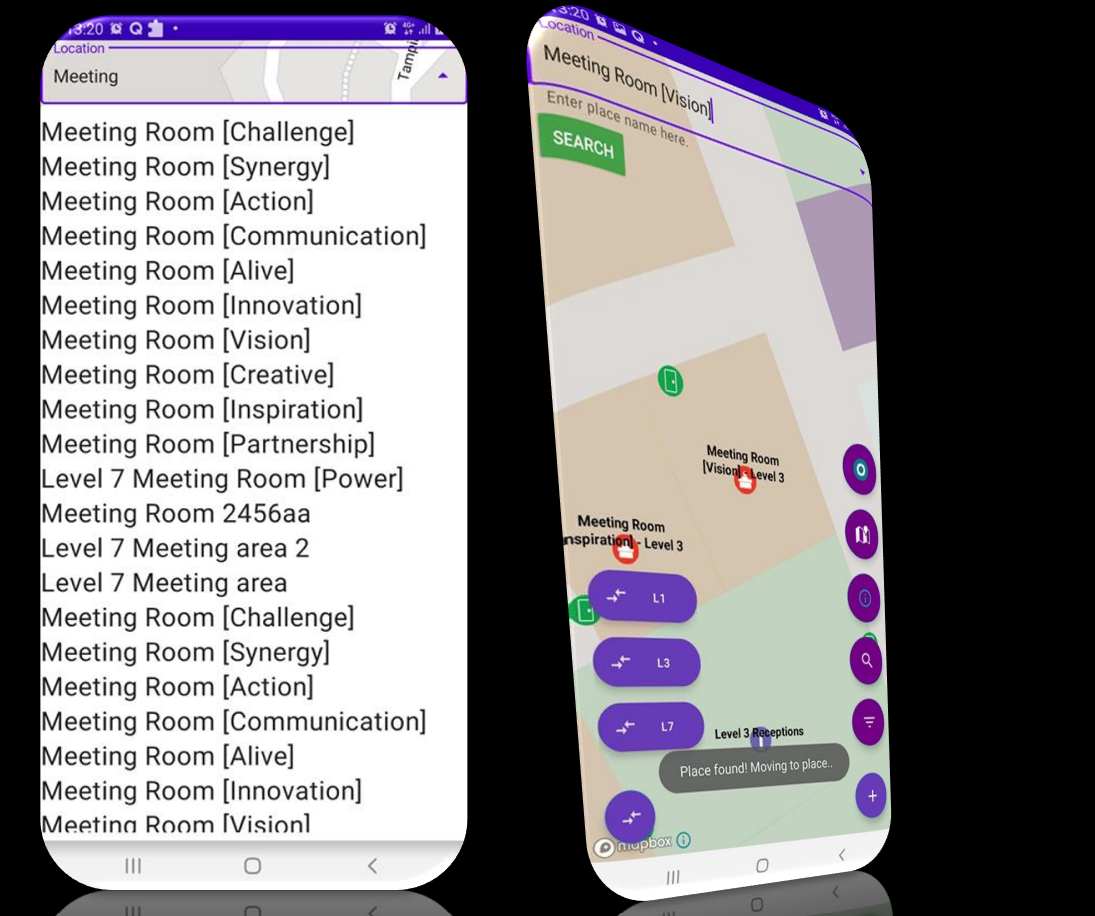 13:20
4G+
Location
Meeting
Tampi
Meeting Room [Challenge]
Meeting Room [Synergy]
Meeting Room [Action]
Meeting Room [Communication]
Meeting Room [Alive]
Meeting Room [Innovation]
Meeting Room [Vision]
Meeting Room [Creative]
Meeting Room [Inspiration]
Meeting Room [Partnership]
Level 7 Meeting Room [Power]
Meeting Room 2456aa
Level 7 Meeting area 2
Level 7 Meeting area
Meeting Room [Challenge]
Meeting Room [Synergy]
Meeting Room [Action]
Meeting Room [Communication]
Meeting Room [Alive]
Meeting Room [Innovation]
Meeting Room [Vision]
13:20
Location
Meeting Room [Vision]
Enter place name here.
SEARCH
Meeting Room
[Vision] - Level 3
Meeting Room
nspiration] - Level 3
L1
L3
L7
Level 3 Receptions
Place found! Moving to place..
mapbox